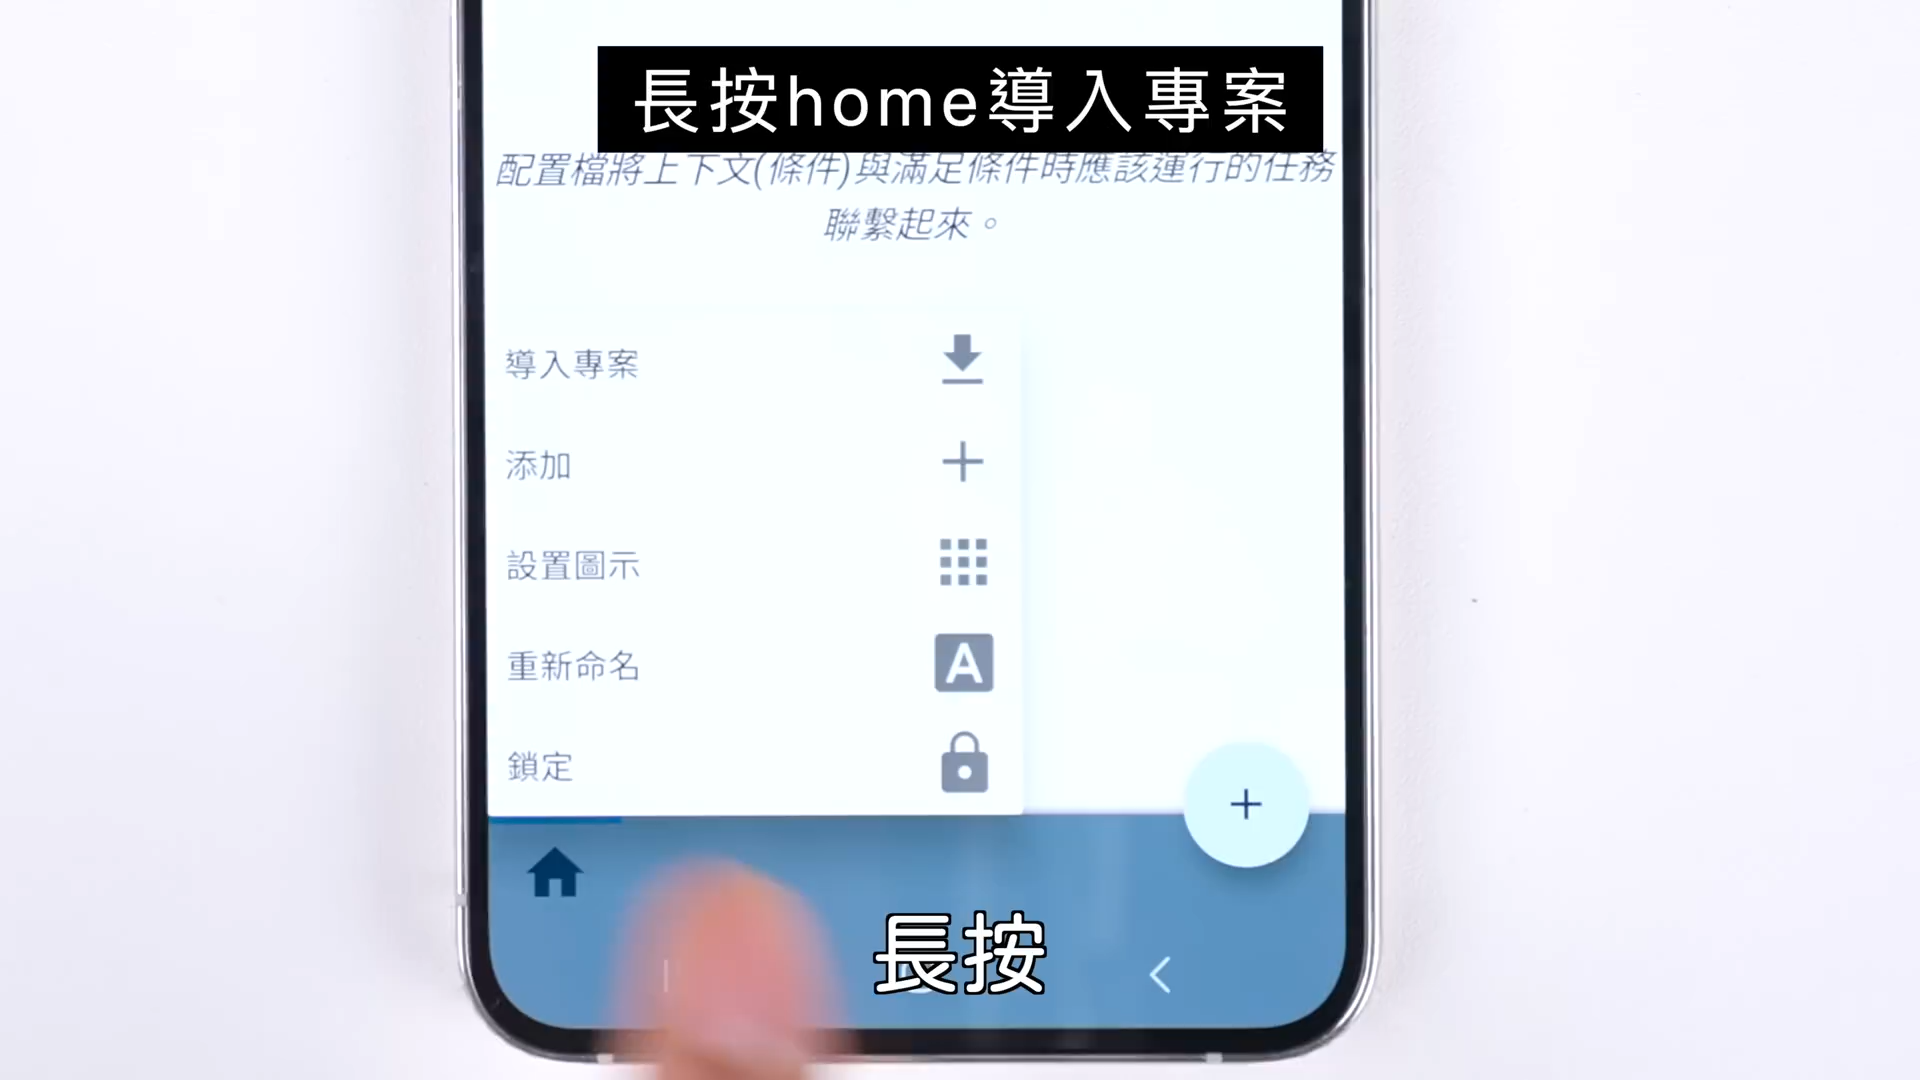 長按home導入專案
配置檔將上下文(條件)與滿足條件時應該運行的任務
聯繫起來。
導入專案
添加
設置圖示
重新命名
A
鎖定
長按